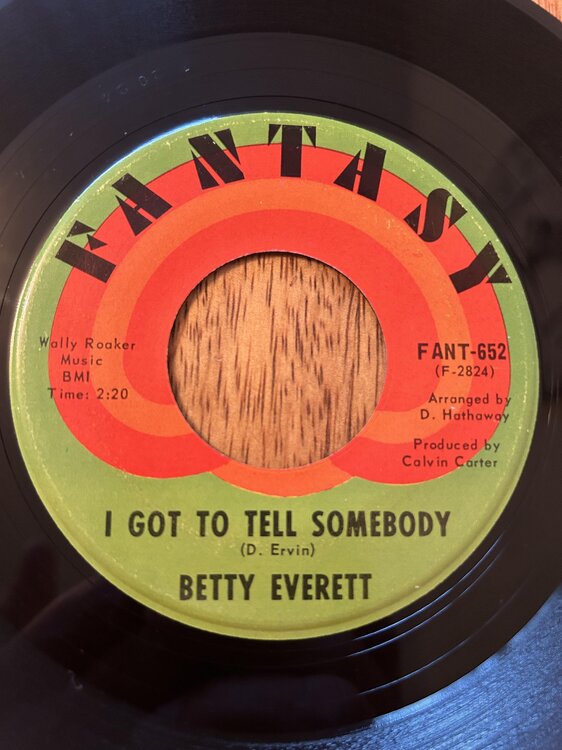 FANTASY
Wally Roaker
Music
BMI
Time: 2:20
FANT-652
(F-2824)
Arranged by
D. Hathaway
Produced by
Calvin Carter
I GOT TO TELL SOMEBODY
(D. Ervin)
BETTY EVERETT